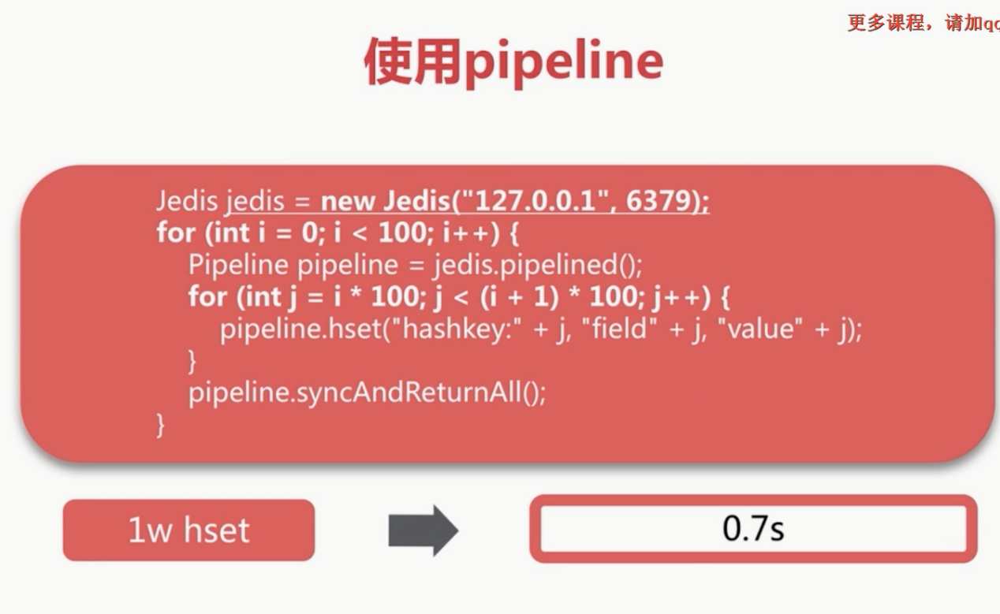 更多课程，请加qq
使用pipeline
Jedis jedis = new Jedis("127.0.0.1", 6379);
for (int i = 0; i < 100; i++) {
Pipeline pipeline = jedis.pipelined();
for (int j = i * 100; j < (i + 1) * 100; j++) {
pipeline.hset("hashkey:" + j, "field" + j, "value" + j);
}
pipeline.syncAndReturnAll();
}
1w hset
0.7s